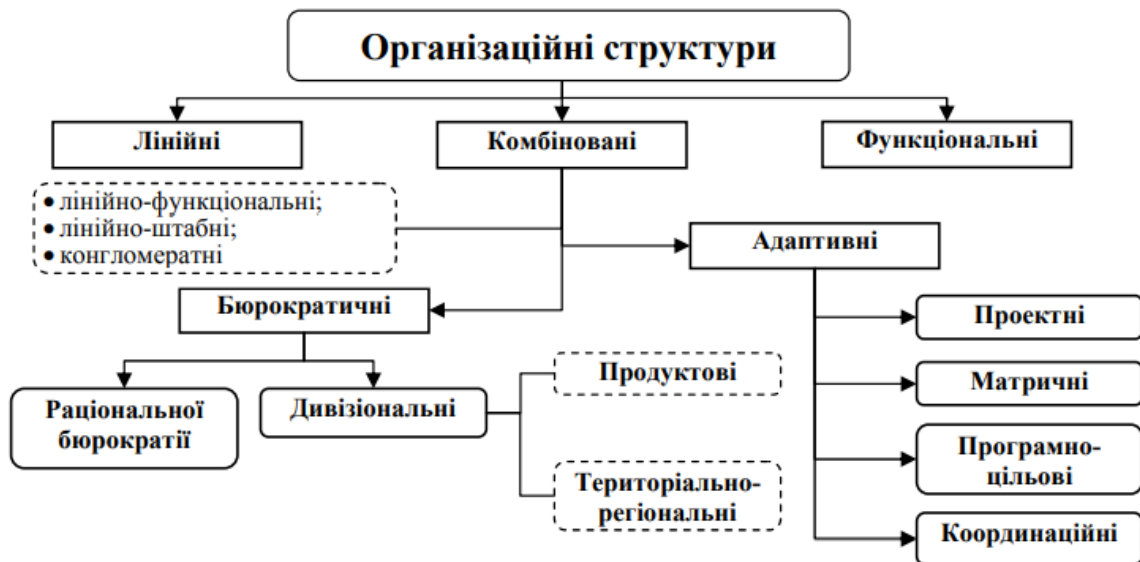 Організаційні структури
Лінійні
Комбіновані
Функціональні
• лінійно-функціональні;
• лінійно-штабні;
• конгломератні
Адаптивні
Бюрократичні
Проектні
Продуктові
Матричні
Раціональної
бюрократії
Дивізіональні
Програмно-
цільові
Територіально-
регіональні
Координаційні